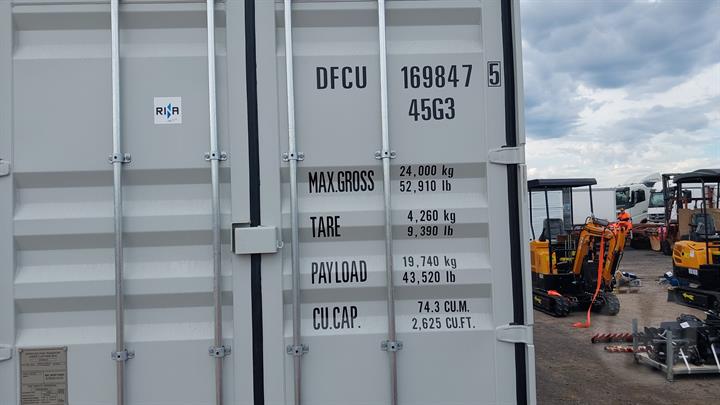 DFCU 169847 5
45G3
RINA
MAX.GROSS 24,000 kg
52,910 lb
TARE 4,260 kg
9,390 lb
PAYLOAD 19,740 kg
43,520 lb
CU.CAP. 74.3 CU.M.
2,625 CU.FT.